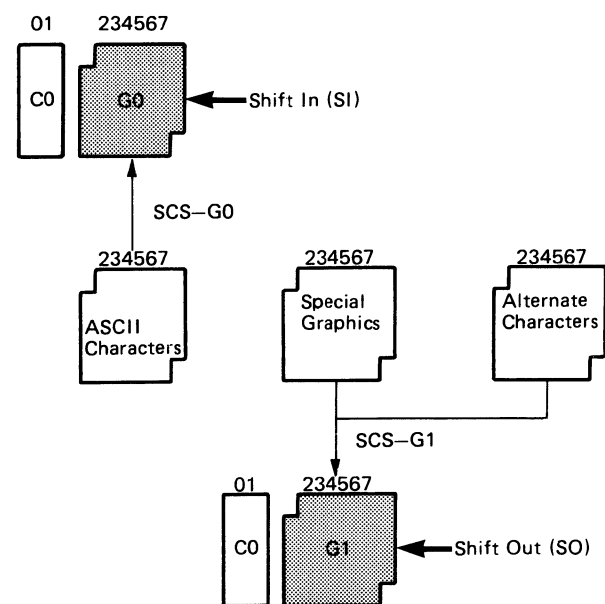 01 234567
C0 G0 Shift In (SI)
SCS—G0
234567 234567 234567
ASCII Characters
Special Graphics
Alternate Characters
SCS—G1
01 234567
C0 G1 Shift Out (SO)